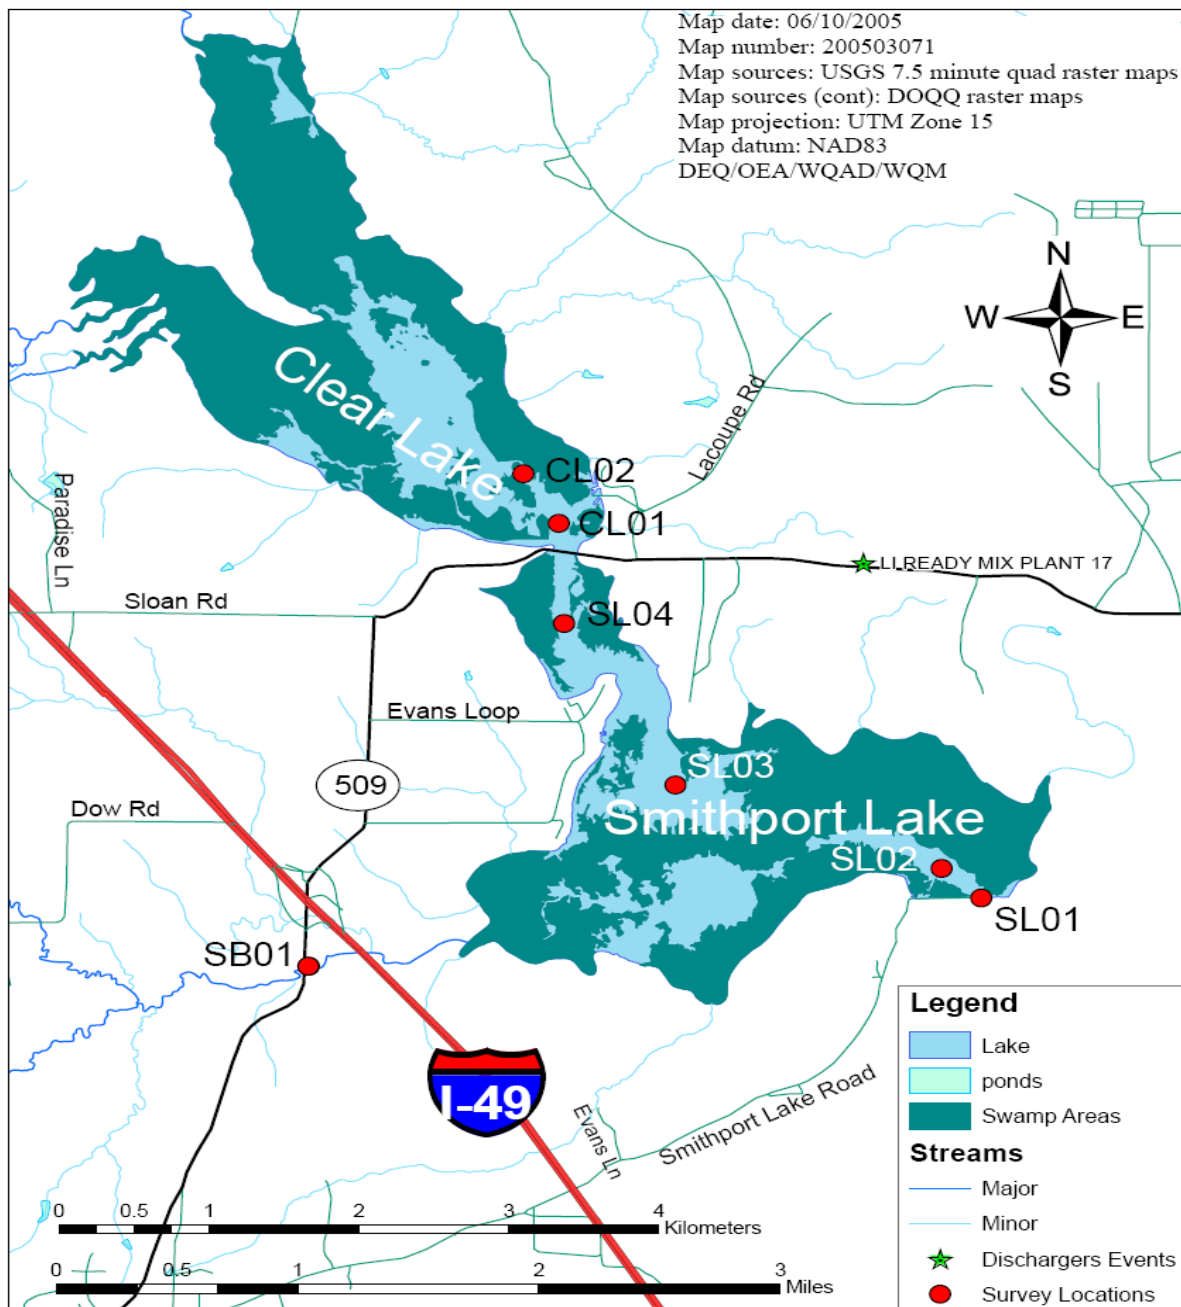 Map date: 06/10/2005
Map number: 200503071
Map sources: USGS 7.5 minute quad raster maps
Map sources (cont): DOQQ raster maps
Map projection: UTM Zone 15
Map datum: NAD83
DEQ/OEA/WQAD/WQM
N
W E
S
Clear Lake
Lacoupe Rd
CL02
CL01
Paradise Ln
LI READY MIX PLANT 17
Sloan Rd
SL04
Evans Loop
SL03
509
Dow Rd
Smithport Lake
SL02
SL01
SB01
I-49
Evans Ln
Smithport Lake Road
Legend
Lake
ponds
Swamp Areas
Streams
Major
Minor
Dischargers Events
Survey Locations
0 0.5 1 2 3 4
Kilometers
0 0.5 1 2 3
Miles